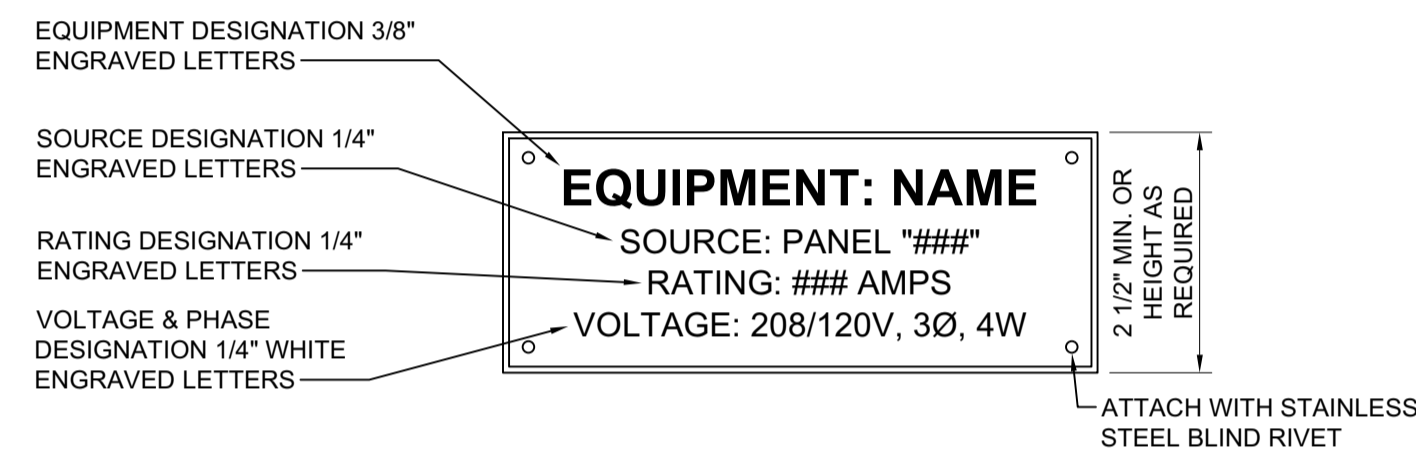 EQUIPMENT DESIGNATION 3/8"
ENGRAVED LETTERS
SOURCE DESIGNATION 1/4"
ENGRAVED LETTERS
RATING DESIGNATION 1/4"
ENGRAVED LETTERS
VOLTAGE & PHASE
DESIGNATION 1/4" WHITE
ENGRAVED LETTERS
EQUIPMENT: NAME
SOURCE: PANEL "###"
RATING: ### AMPS
VOLTAGE: 208/120V, 3Ø, 4W
2 1/2" MIN. OR
HEIGHT AS
REQUIRED
ATTACH WITH STAINLESS
STEEL BLIND RIVET